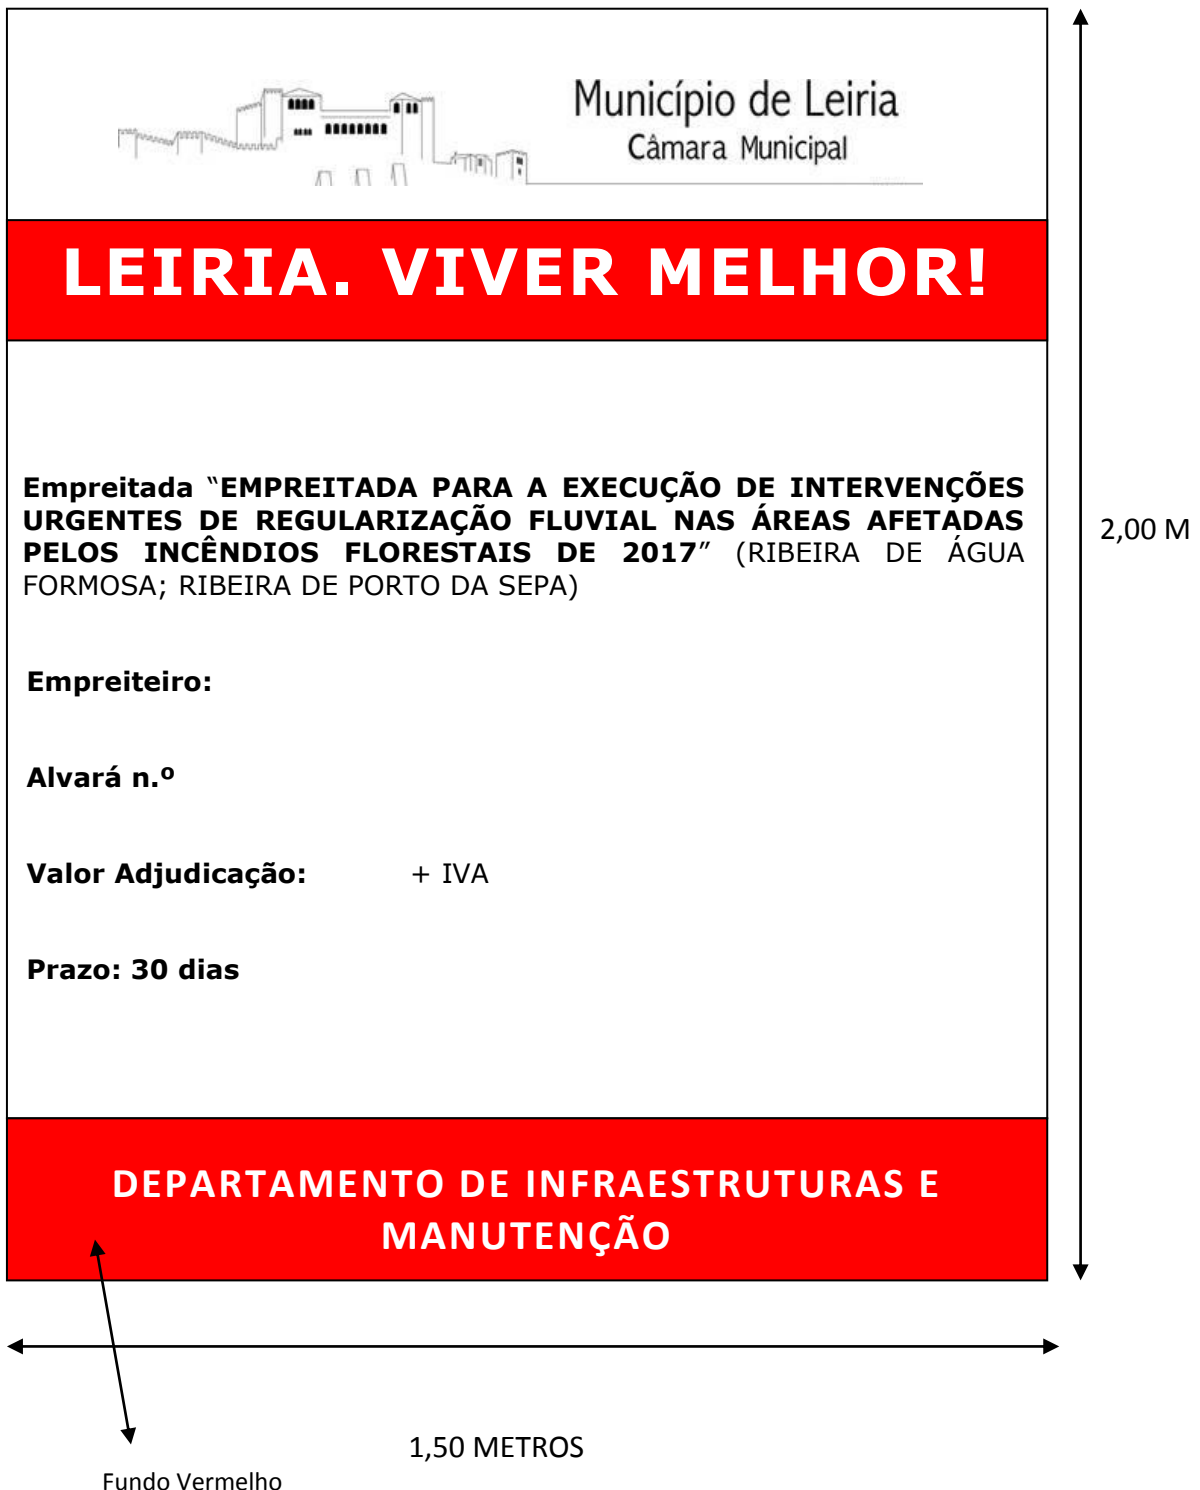 Município de Leiria
Câmara Municipal
LEIRIA. VIVER MELHOR!
Empreitada “EMPREITADA PARA A EXECUÇÃO DE INTERVENÇÕES
URGENTES DE REGULARIZAÇÃO FLUVIAL NAS ÁREAS AFETADAS
PELOS INCÊNDIOS FLORESTAIS DE 2017” (RIBEIRA DE ÁGUA
FORMOSA; RIBEIRA DE PORTO DA SEPA)
2,00 M
Empreiteiro:
Alvará n.º
Valor Adjudicação: + IVA
Prazo: 30 dias
DEPARTAMENTO DE INFRAESTRUTURAS E
MANUTENÇÃO
1,50 METROS
Fundo Vermelho